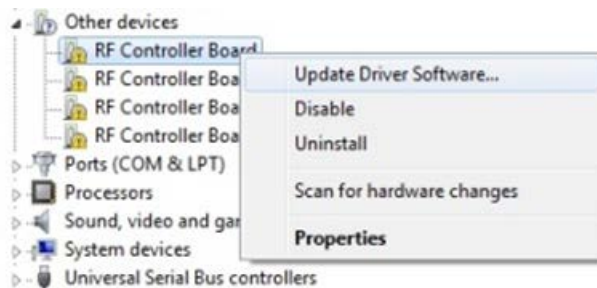 Other devices
RF Controller Board
RF Controller Boa
RF Controller Boa
RF Controller Boa
Ports (COM & LPT)
Processors
Sound, video and gar
System devices
Universal Serial Bus controllers
Update Driver Software...
Disable
Uninstall
Scan for hardware changes
Properties